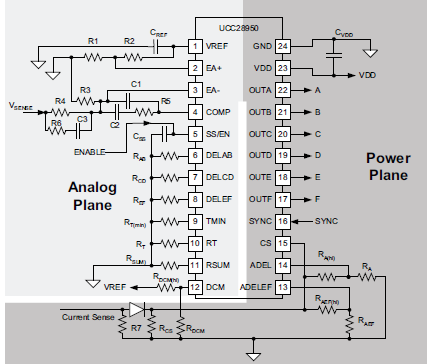 UCC28950
CREF
R1 R2
1 VREF GND 24
CVDD
2 EA+ VDD 23 VDD
3 EA- OUTA 22 A
R3 C1
VSENSE R4 R5
4 COMP OUTB 21 B
R6 C3 C2
CSS
5 SS/EN OUTC 20 C
ENABLE
RAB 6 DELAB OUTD 19 D
Analog Plane
Power Plane
RCD 7 DELCD OUTE 18 E
REF 8 DELEF OUTF 17 F
RT(min) 9 TMIN SYNC 16 SYNC
RT 10 RT CS 15
RA(hi) RA
RSUM) 11 RSUM ADEL 14
VREF RDCM(hi) 12 DCM ADELEF 13
RAEF(hi)
Current Sense
R7 RCS RDCM RAEF